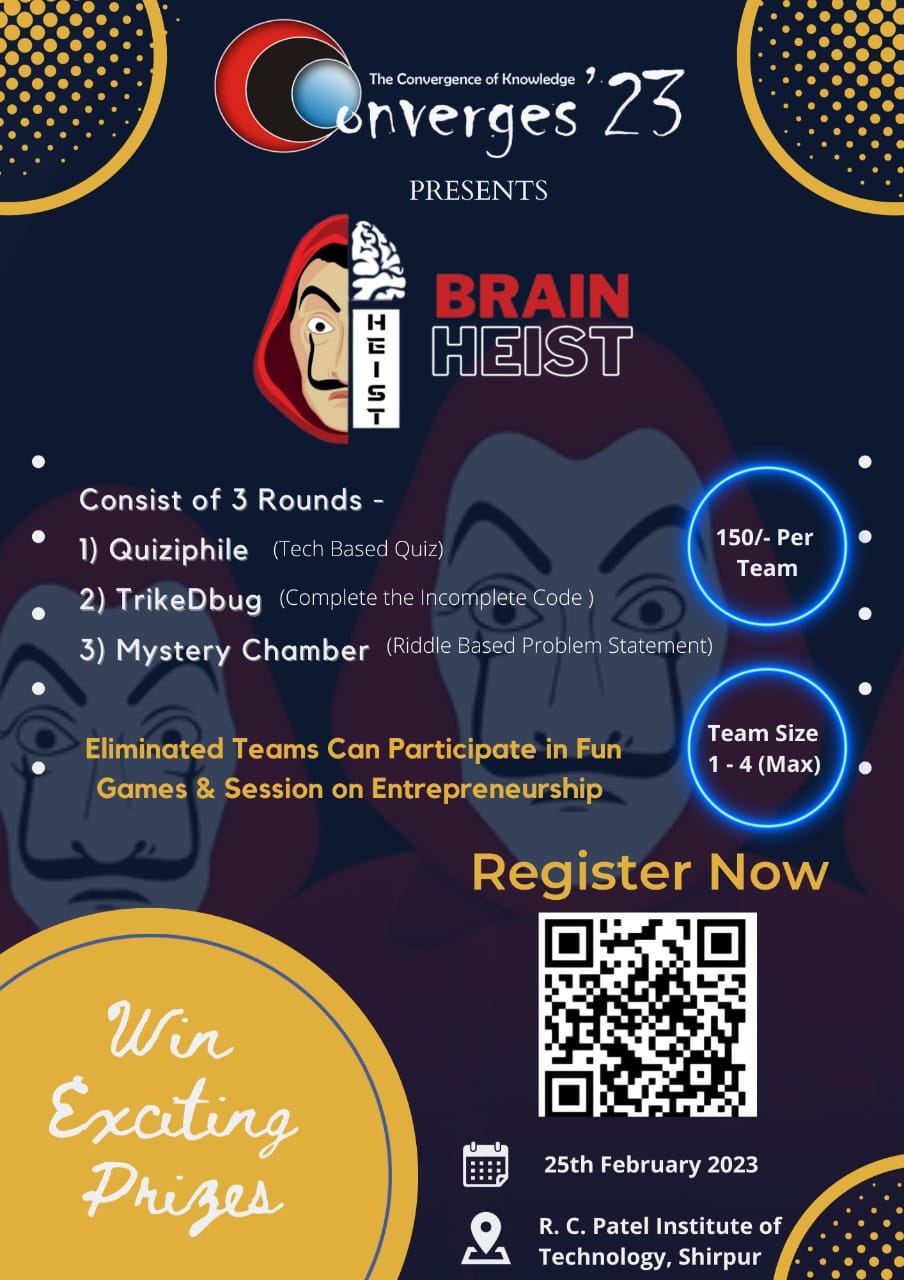 The Convergence of Knowledge
Converges '23
PRESENTS
HEIST
BRAIN
HEIST
Consist of 3 Rounds -
1) Quiziphile (Tech Based Quiz)
2) TrikeDbug (Complete the Incomplete Code )
3) Mystery Chamber (Riddle Based Problem Statement)
150/- Per
Team
Team Size
1 - 4 (Max)
Eliminated Teams Can Participate in Fun
Games & Session on Entrepreneurship
Register Now
Win
Exciting
Prizes
25th February 2023
R. C. Patel Institute of
Technology, Shirpur